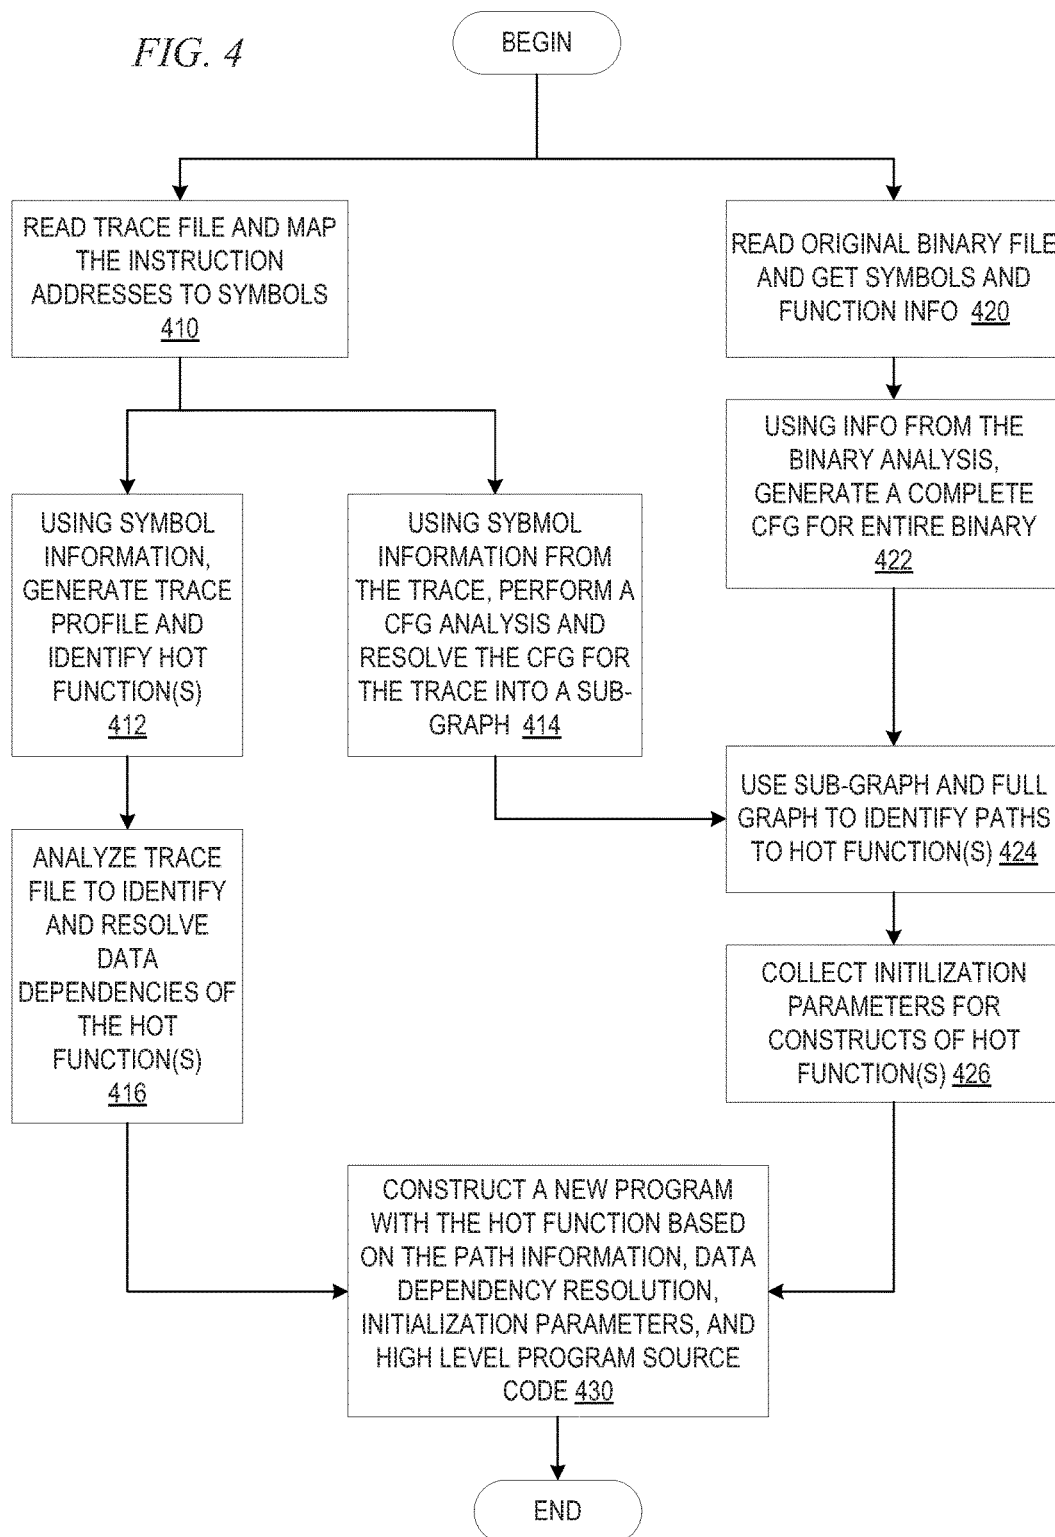 FIG. 4
BEGIN
READ TRACE FILE AND MAP
THE INSTRUCTION
ADDRESSES TO SYMBOLS
410
READ ORIGINAL BINARY FILE
AND GET SYMBOLS AND
FUNCTION INFO 420
USING INFO FROM THE
BINARY ANALYSIS,
GENERATE A COMPLETE
CFG FOR ENTIRE BINARY
422
USING SYMBOL
INFORMATION,
GENERATE TRACE
PROFILE AND
IDENTIFY HOT
FUNCTION(S)
412
USING SYBMOL
INFORMATION FROM
THE TRACE, PERFORM A
CFG ANALYSIS AND
RESOLVE THE CFG FOR
THE TRACE INTO A SUB-
GRAPH 414
USE SUB-GRAPH AND FULL
GRAPH TO IDENTIFY PATHS
TO HOT FUNCTION(S) 424
ANALYZE TRACE
FILE TO IDENTIFY
AND RESOLVE
DATA
DEPENDENCIES OF
THE HOT
FUNCTION(S)
416
COLLECT INITILIZATION
PARAMETERS FOR
CONSTRUCTS OF HOT
FUNCTION(S) 426
CONSTRUCT A NEW PROGRAM
WITH THE HOT FUNCTION BASED
ON THE PATH INFORMATION, DATA
DEPENDENCY RESOLUTION,
INITIALIZATION PARAMETERS, AND
HIGH LEVEL PROGRAM SOURCE
CODE 430
END